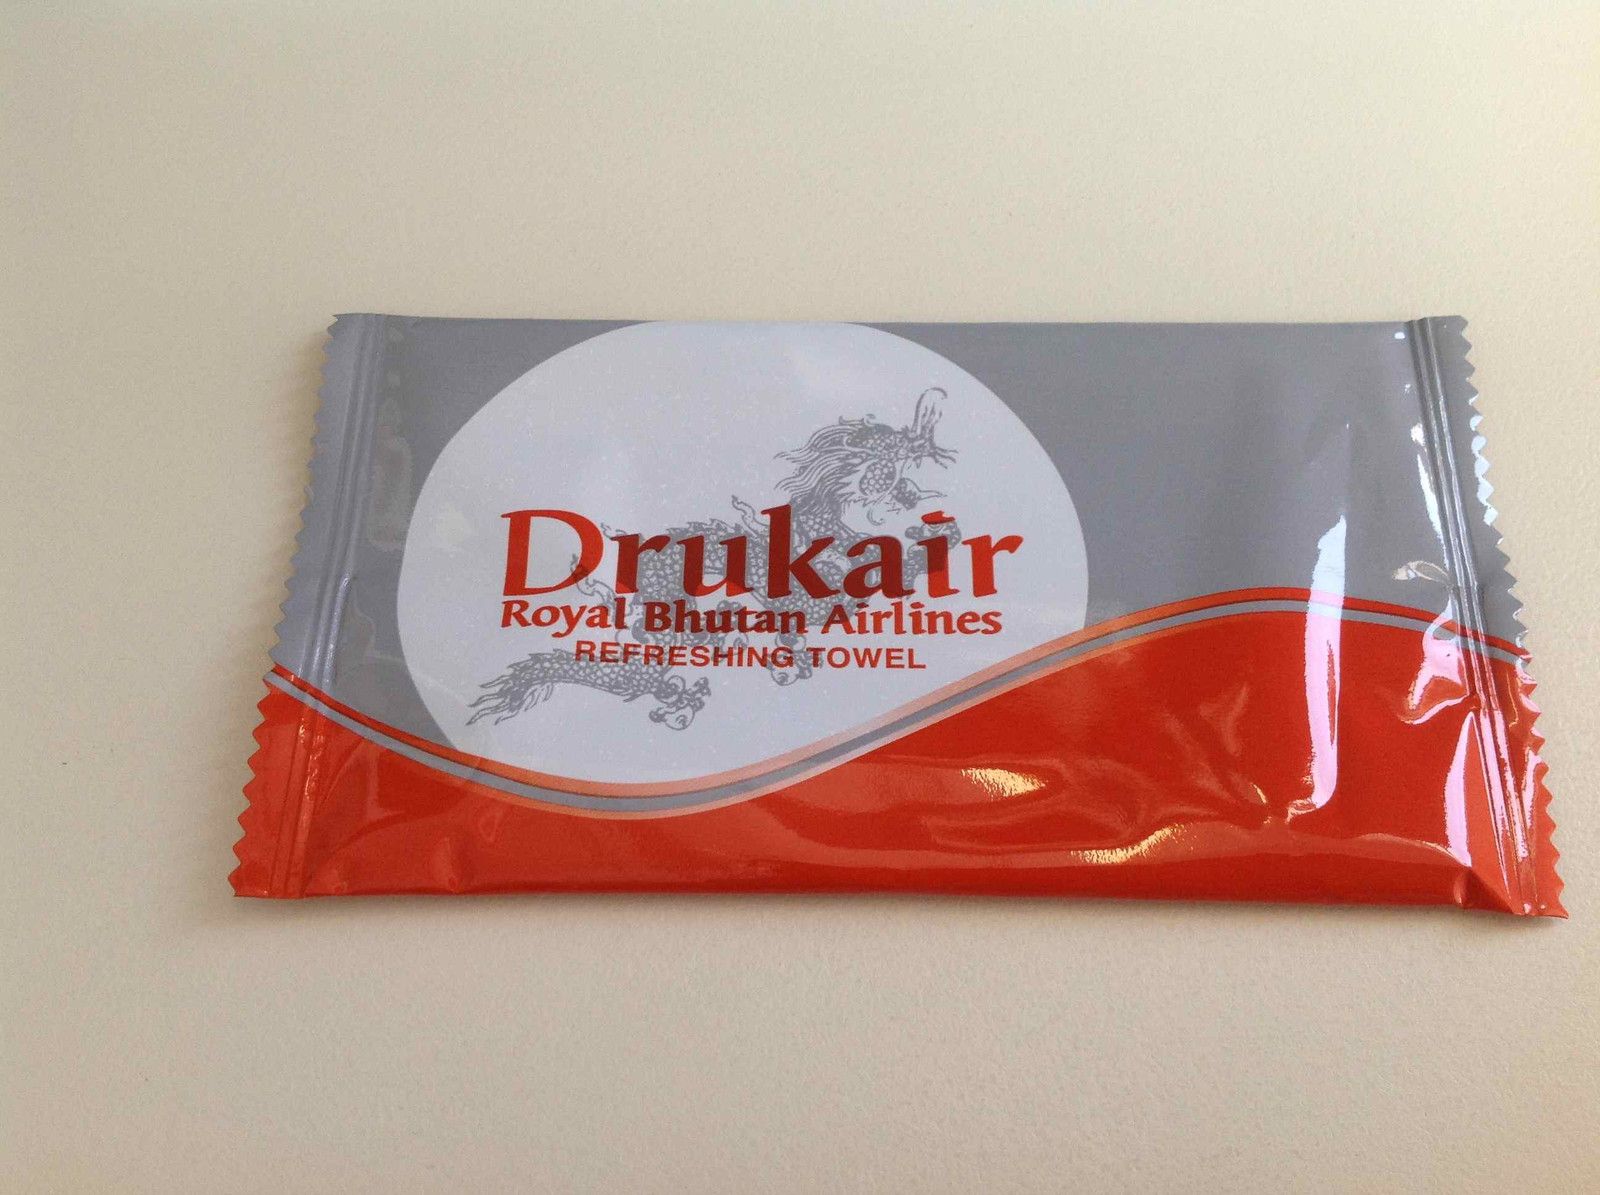 Drukair
Royal Bhutan Airlines
REFRESHING TOWEL